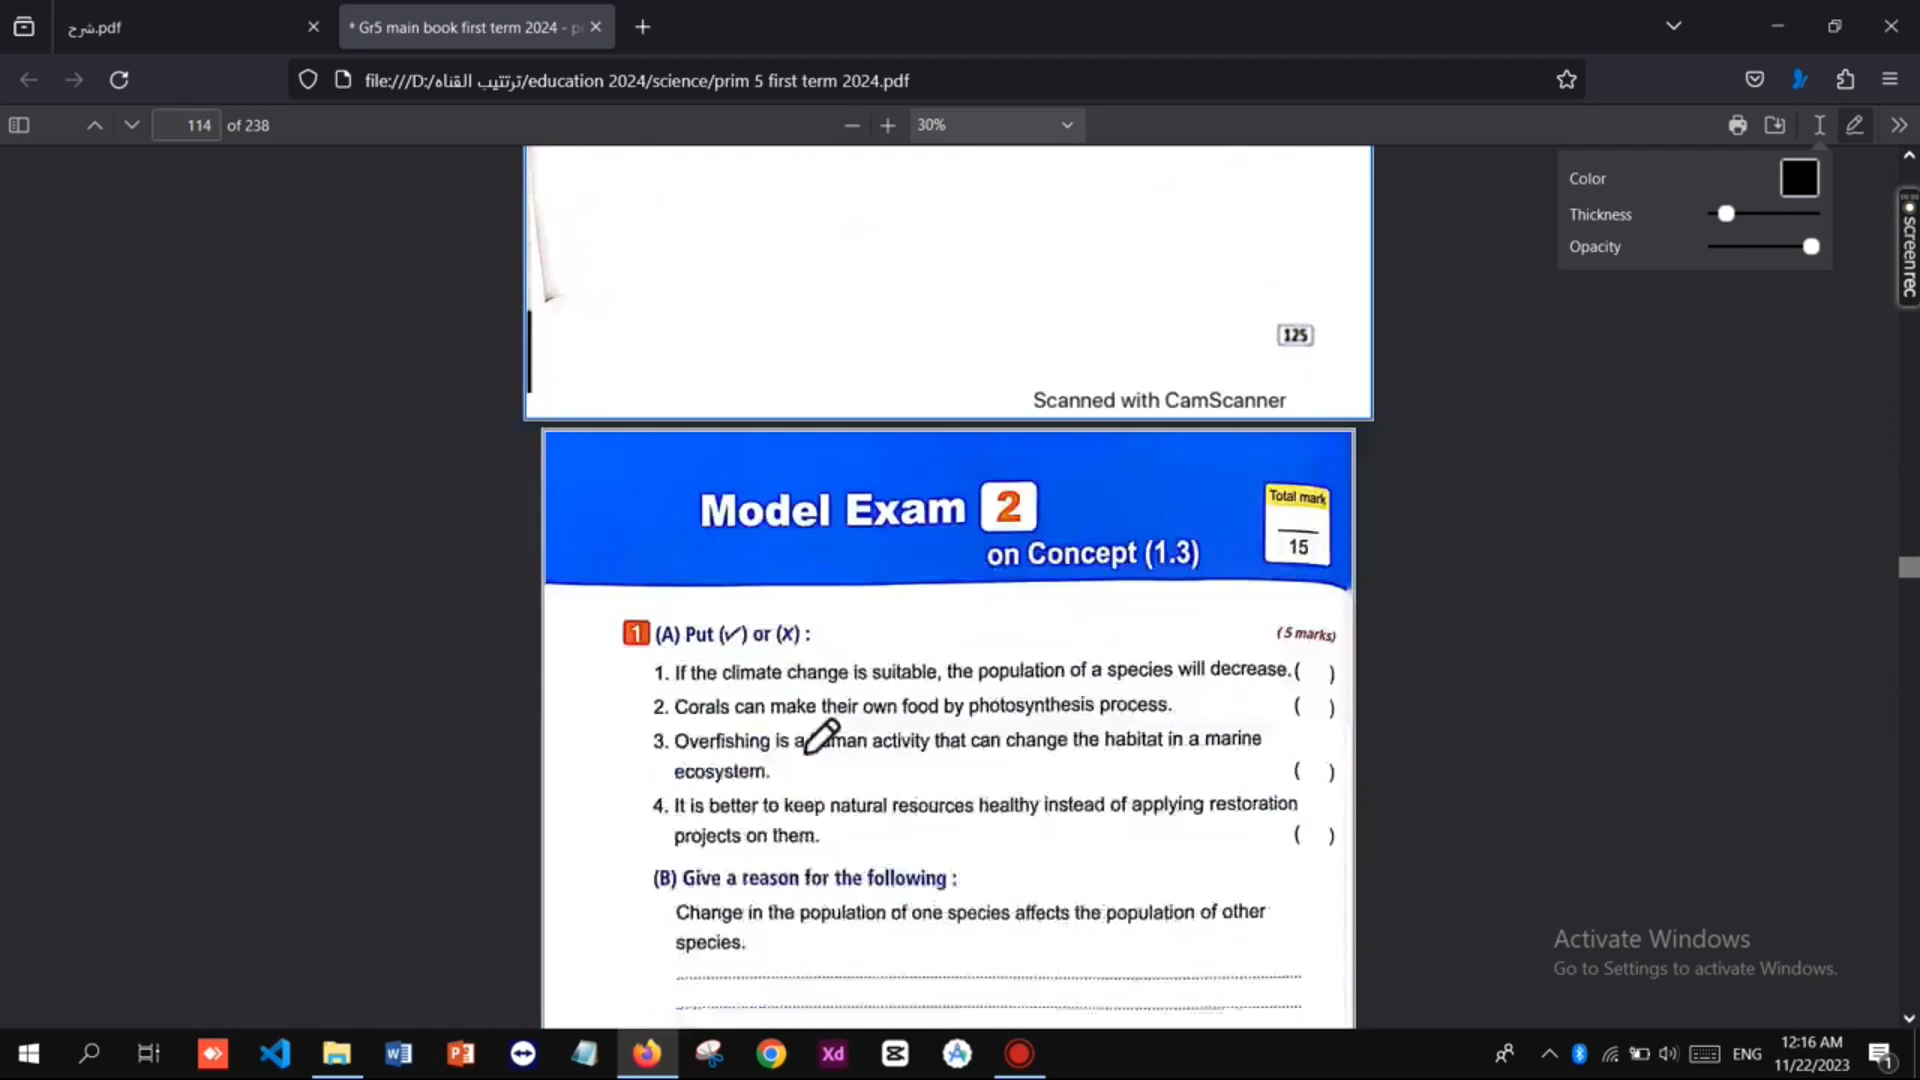 شرح.pdf
* Gr5 main book first term 2024 - pr
file:///D:/ترتتيب القناه/education 2024/science/prim 5 first term 2024.pdf
114 of 238
30%
Color
Thickness
Opacity
screenrec
125
Scanned with CamScanner
Model Exam 2
on Concept (1.3)
Total mark
15
1 (A) Put (✓) or (x) :
(5 marks)
1. If the climate change is suitable, the population of a species will decrease. ( )
2. Corals can make their own food by photosynthesis process. ( )
3. Overfishing is a man activity that can change the habitat in a marine
ecosystem. ( )
4. It is better to keep natural resources healthy instead of applying restoration
projects on them. ( )
(B) Give a reason for the following :
Change in the population of one species affects the population of other
species.
Activate Windows
Go to Settings to activate Windows.
Xd
ENG
12:16 AM
11/22/2023
1